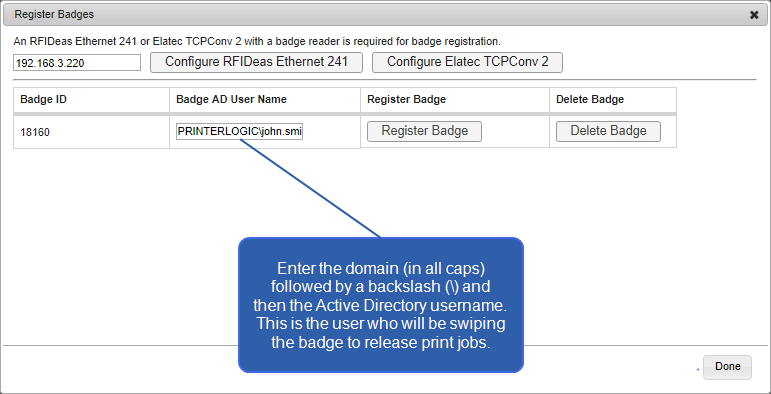 Register Badges
An RFIDeas Ethernet 241 or Elatec TCPConv 2 with a badge reader is required for badge registration.
192.168.3.220 Configure RFIDeas Ethernet 241 Configure Elatec TCPConv 2
Badge ID Badge AD User Name Register Badge Delete Badge
18160 PRINTERLOGIC\john.smi Register Badge Delete Badge
Enter the domain (in all caps)
followed by a backslash (\) and
then the Active Directory username.
This is the user who will be swiping
the badge to release print jobs.
Done